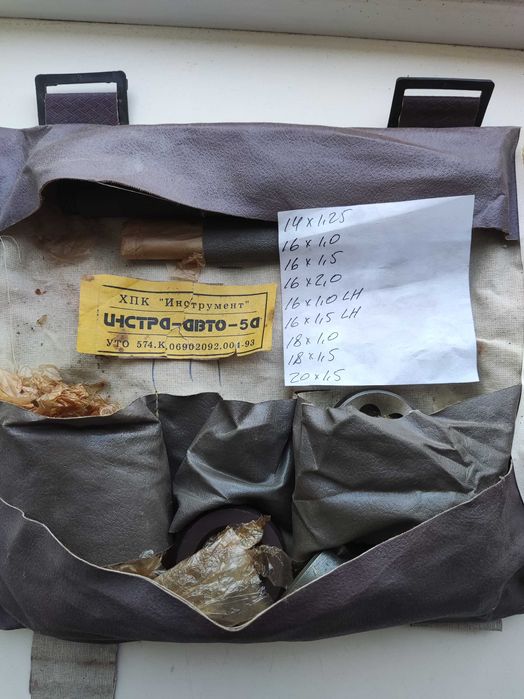 ХПК "Инструмент"
ИНСТРА-АВТО-5а
УТО 574.К.06902092.004-93
14 x 1,25
16 x 1,0
16 x 1,5
16 x 2,0
16 x 1,0 LH
16 x 1,5 LH
18 x 1,0
18 x 1,5
20 x 1,5